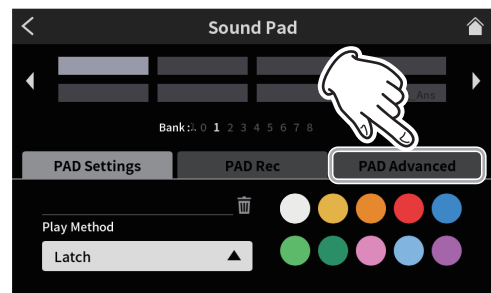 Sound Pad
Ans
Bank : 0 1 2 3 4 5 6 7 8
PAD Settings PAD Rec PAD Advanced
Play Method
Latch